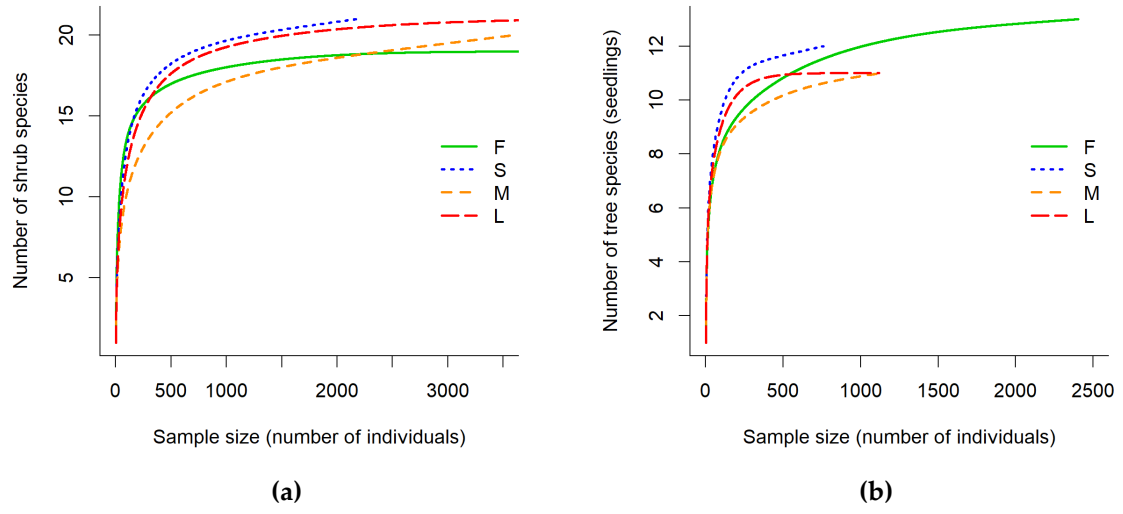 Number of shrub species
20
15
10
5
F
S
M
L
0 500 1000 2000 3000
Sample size (number of individuals)
(a)
Number of tree species (seedlings)
12
10
8
6
4
2
F
S
M
L
0 500 1000 1500 2000 2500
Sample size (number of individuals)
(b)